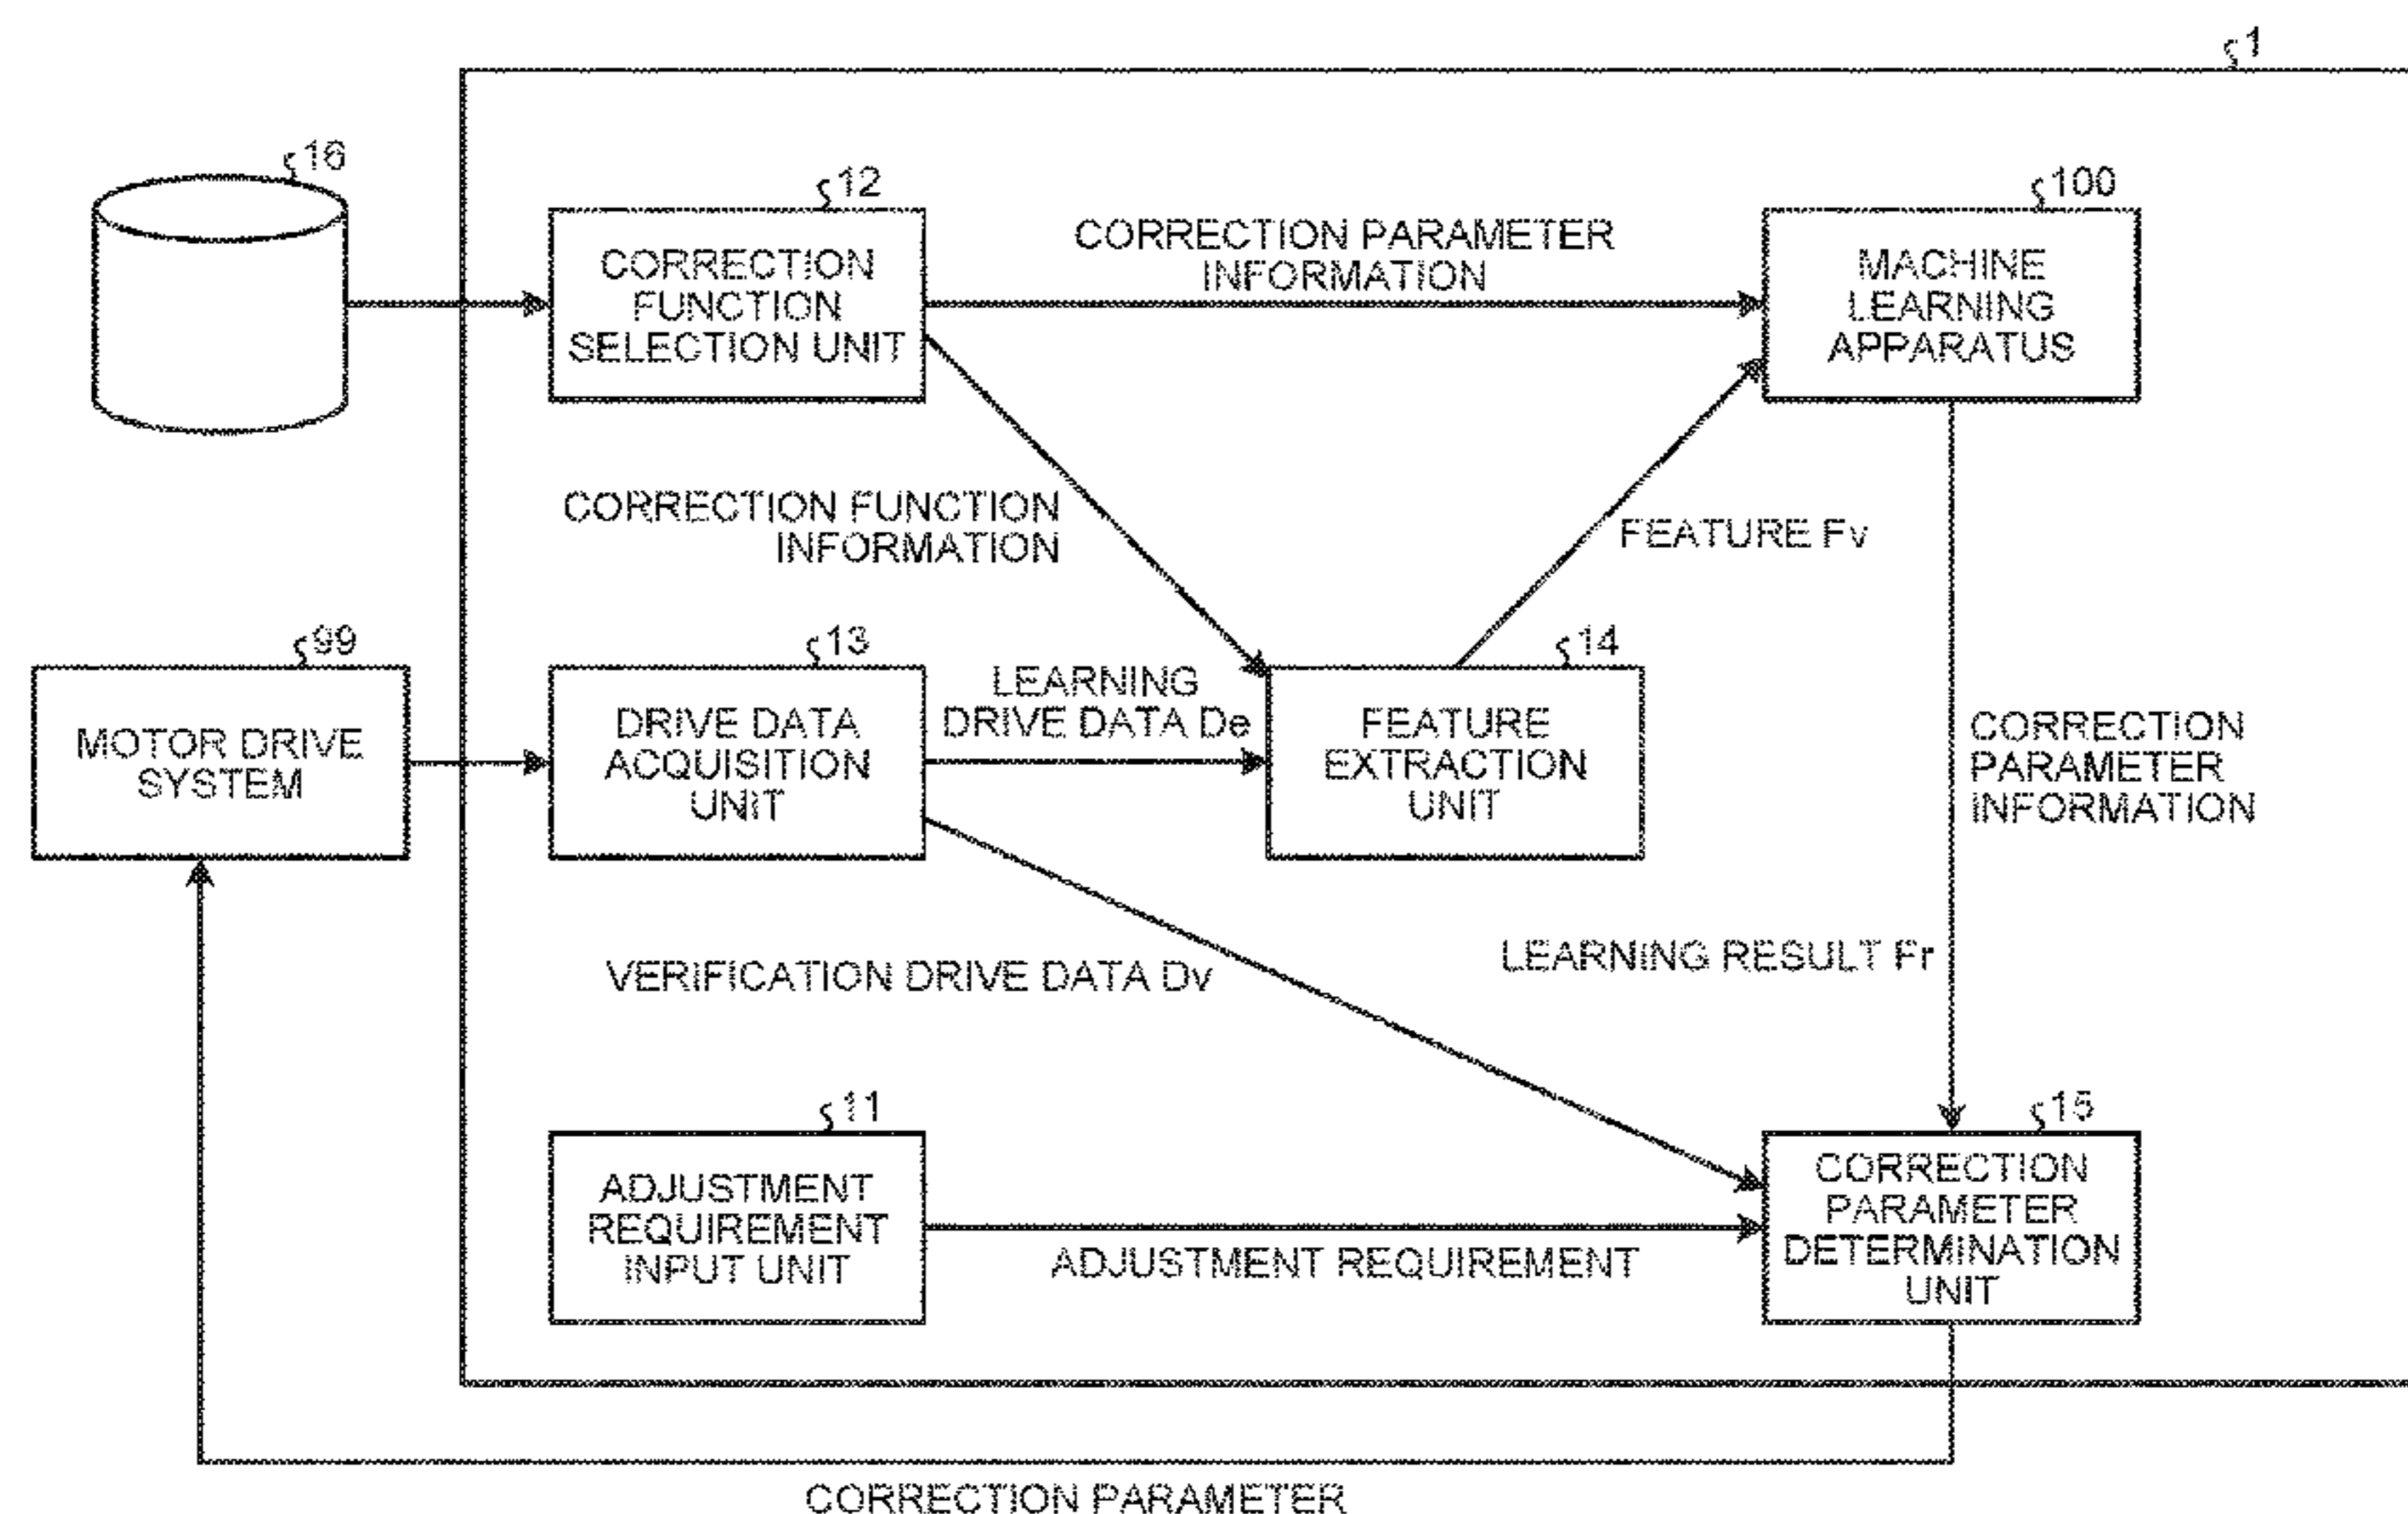 1
16
12
100
CORRECTION
FUNCTION
SELECTION UNIT
CORRECTION PARAMETER
INFORMATION
MACHINE
LEARNING
APPARATUS
CORRECTION FUNCTION
INFORMATION
FEATURE Fv
99
13
14
MOTOR DRIVE
SYSTEM
DRIVE DATA
ACQUISITION
UNIT
LEARNING
DRIVE DATA De
FEATURE
EXTRACTION
UNIT
CORRECTION
PARAMETER
INFORMATION
VERIFICATION DRIVE DATA Dv
LEARNING RESULT Fr
11
15
ADJUSTMENT
REQUIREMENT
INPUT UNIT
ADJUSTMENT REQUIREMENT
CORRECTION
PARAMETER
DETERMINATION
UNIT
CORRECTION PARAMETER